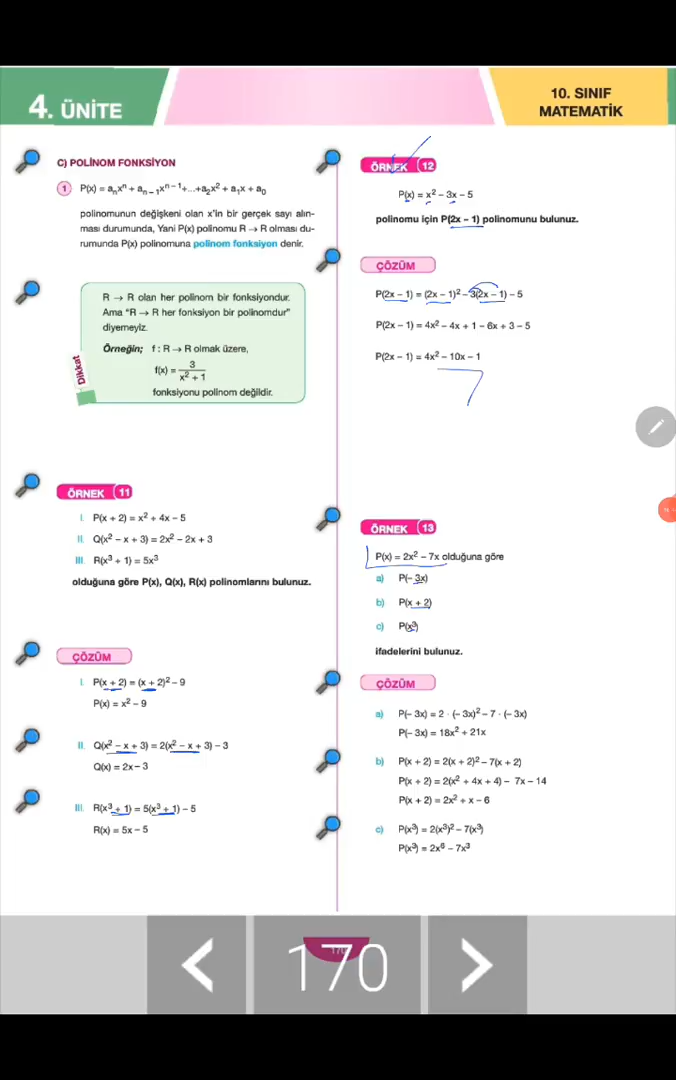 4. ÜNİTE
10. SINIF
MATEMATİK
C) POLİNOM FONKSİYON
1 P(x) = aₙxⁿ + aₙ₋₁xⁿ⁻¹+...+a₂x² + a₁x + a₀
polinomunun değişkeni olan x'in bir gerçek sayı alın-
ması durumunda, Yani P(x) polinomu R → R olması du-
rumunda P(x) polinomuna polinom fonksiyon denir.
Dikkat
R → R olan her polinom bir fonksiyondur.
Ama "R → R her fonksiyon bir polinomdur"
diyemeyiz.
Örneğin; f : R → R olmak üzere,
f(x) = 3 / (x² + 1)
fonksiyonu polinom değildir.
ÖRNEK 11
I. P(x + 2) = x² + 4x – 5
II. Q(x² – x + 3) = 2x² – 2x + 3
III. R(x³ + 1) = 5x³
olduğuna göre P(x), Q(x), R(x) polinomlarını bulunuz.
ÇÖZÜM
I. P(x + 2) = (x + 2)² – 9
P(x) = x² – 9
II. Q(x² – x + 3) = 2(x² – x + 3) – 3
Q(x) = 2x – 3
III. R(x³ + 1) = 5(x³ + 1) – 5
R(x) = 5x – 5
ÖRNEK 12
P(x) = x² – 3x – 5
polinomu için P(2x – 1) polinomunu bulunuz.
ÇÖZÜM
P(2x – 1) = (2x – 1)² – 3(2x – 1) – 5
P(2x – 1) = 4x² – 4x + 1 – 6x + 3 – 5
P(2x – 1) = 4x² – 10x – 1
ÖRNEK 13
P(x) = 2x² – 7x olduğuna göre
a) P(– 3x)
b) P(x + 2)
c) P(x³)
ifadelerini bulunuz.
ÇÖZÜM
a) P(– 3x) = 2 · (– 3x)² – 7 · (– 3x)
P(– 3x) = 18x² + 21x
b) P(x + 2) = 2(x + 2)² – 7(x + 2)
P(x + 2) = 2(x² + 4x + 4) – 7x – 14
P(x + 2) = 2x² + x – 6
c) P(x³) = 2(x³)² – 7(x³)
P(x³) = 2x⁶ – 7x³
170